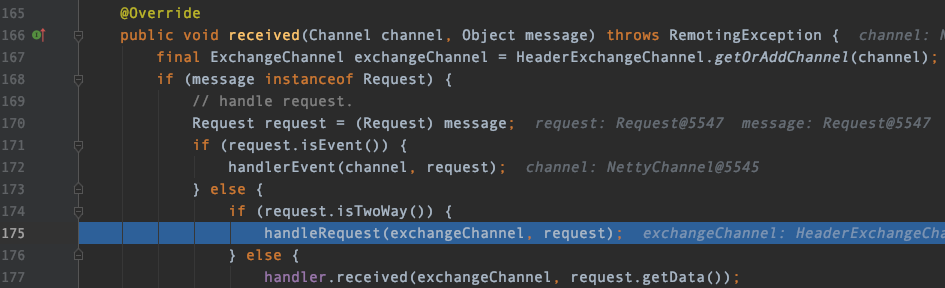 165 @Override
166 public void received(Channel channel, Object message) throws RemotingException { channel: N
167 final ExchangeChannel exchangeChannel = HeaderExchangeChannel.getOrAddChannel(channel);
168 if (message instanceof Request) {
169 // handle request.
170 Request request = (Request) message; request: Request@5547 message: Request@5547
171 if (request.isEvent()) {
172 handlerEvent(channel, request); channel: NettyChannel@5545
173 } else {
174 if (request.isTwoWay()) {
175 handleRequest(exchangeChannel, request); exchangeChannel: HeaderExchangeCha
176 } else {
177 handler.received(exchangeChannel, request.getData());